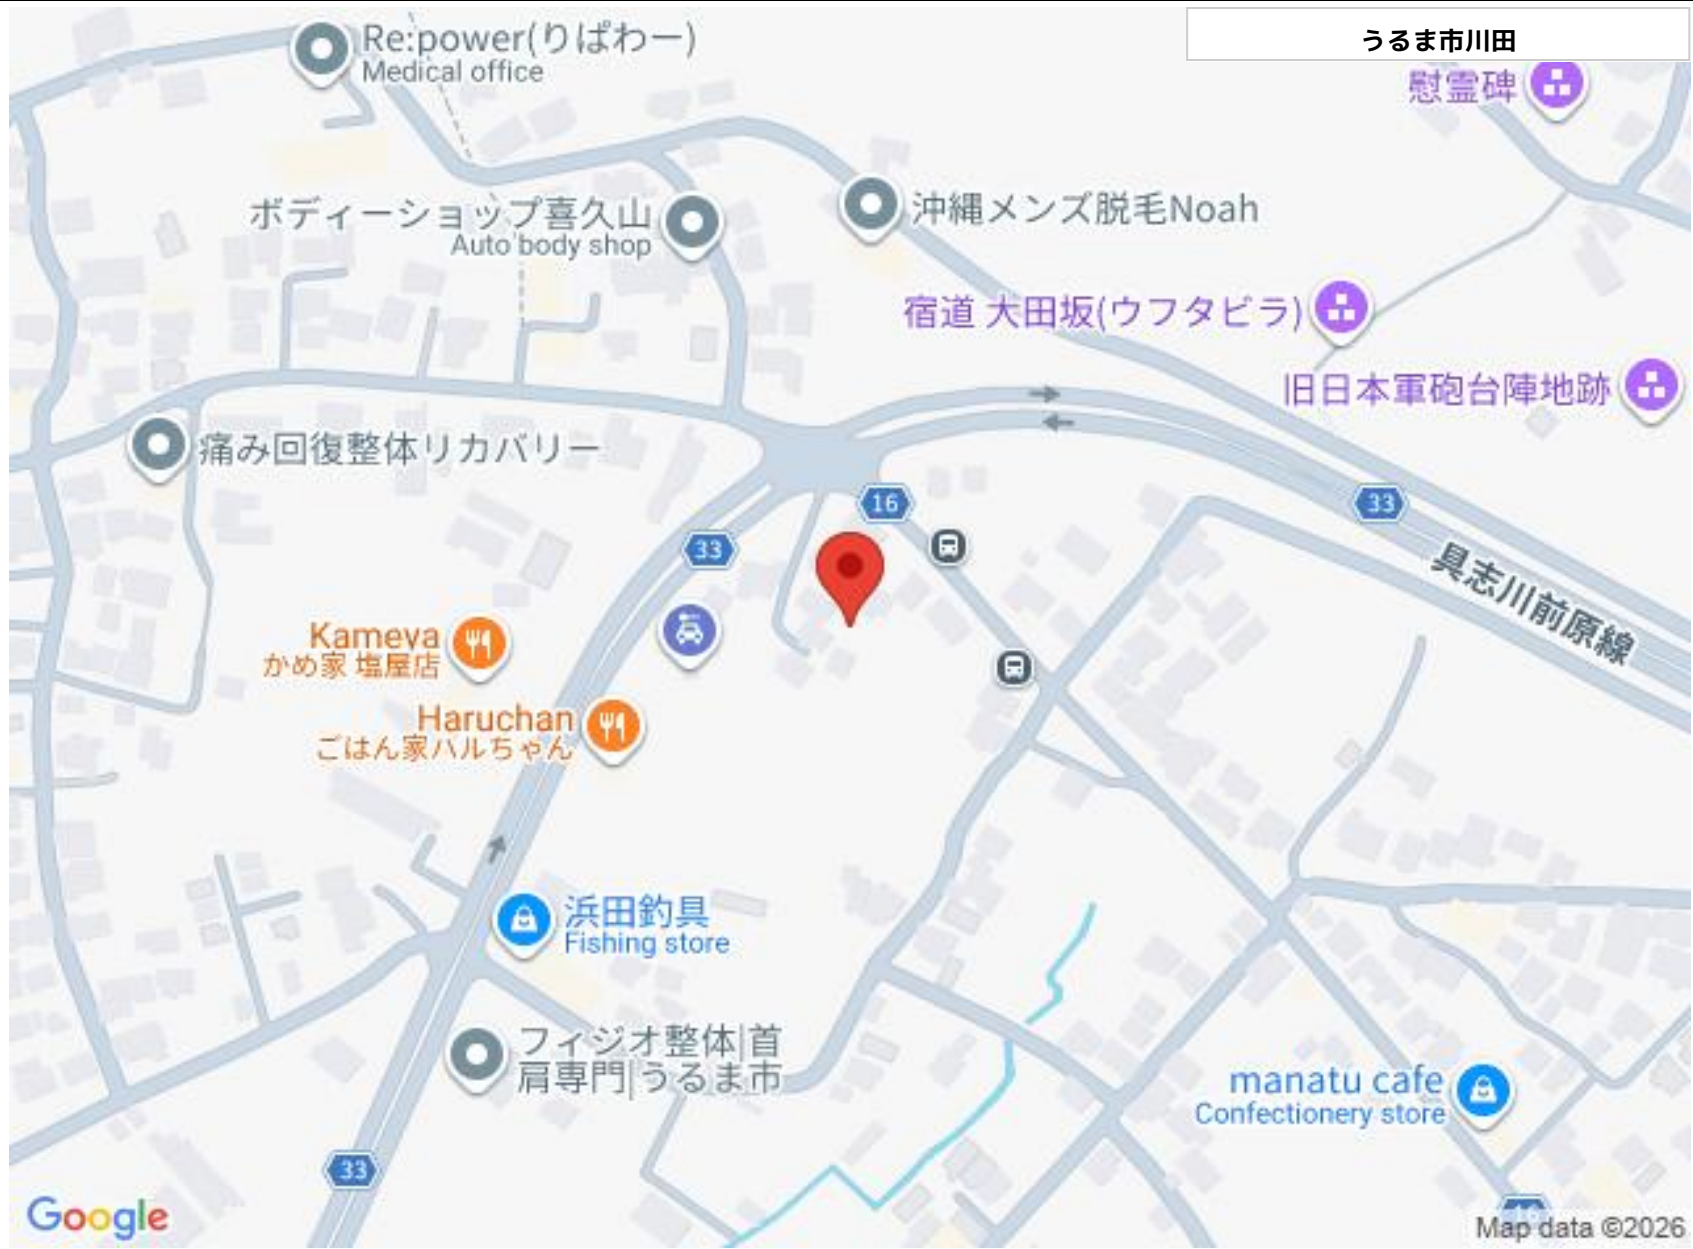 うるま市川田
Re:power(りぱわー)
Medical office
慰霊碑
ボディーショップ喜久山
Auto body shop
沖縄メンズ脱毛Noah
宿道 大田坂(ウフタビラ)
旧日本軍砲台陣地跡
痛み回復整体リカバリー
16
33
33
具志川前原線
Kameya
かめ家 塩屋店
Haruchan
ごはん家ハルちゃん
浜田釣具
Fishing store
フィジオ整体|首
肩専門|うるま市
manatu cafe
Confectionery store
33
16
Google
Map data ©2026